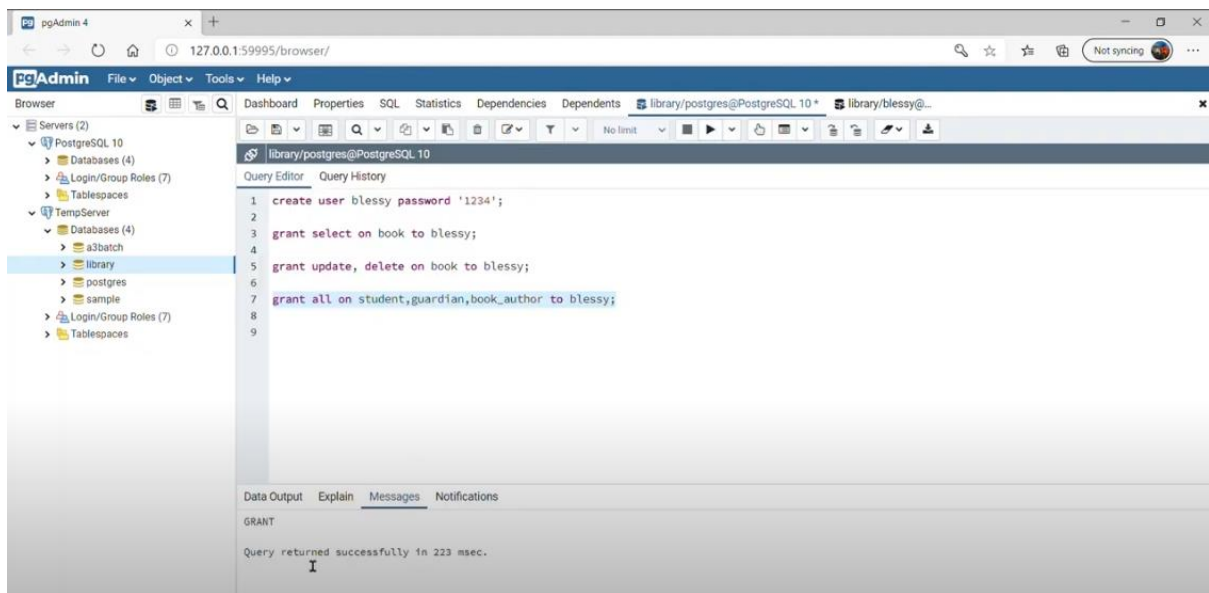 pgAdmin 4
127.0.0.1:59995/browser/
Not syncing
pgAdmin File Object Tools Help
Browser
Dashboard Properties SQL Statistics Dependencies Dependents library/postgres@PostgreSQL 10 * library/blessy@...
Servers (2)
PostgreSQL 10
Databases (4)
Login/Group Roles (7)
Tablespaces
TempServer
Databases (4)
a3batch
library
postgres
sample
Login/Group Roles (7)
Tablespaces
No limit
library/postgres@PostgreSQL 10
Query Editor Query History
1 create user blessy password '1234';
2
3 grant select on book to blessy;
4
5 grant update, delete on book to blessy;
6
7 grant all on student,guardian,book_author to blessy;
8
9
Data Output Explain Messages Notifications
GRANT
Query returned successfully in 223 msec.